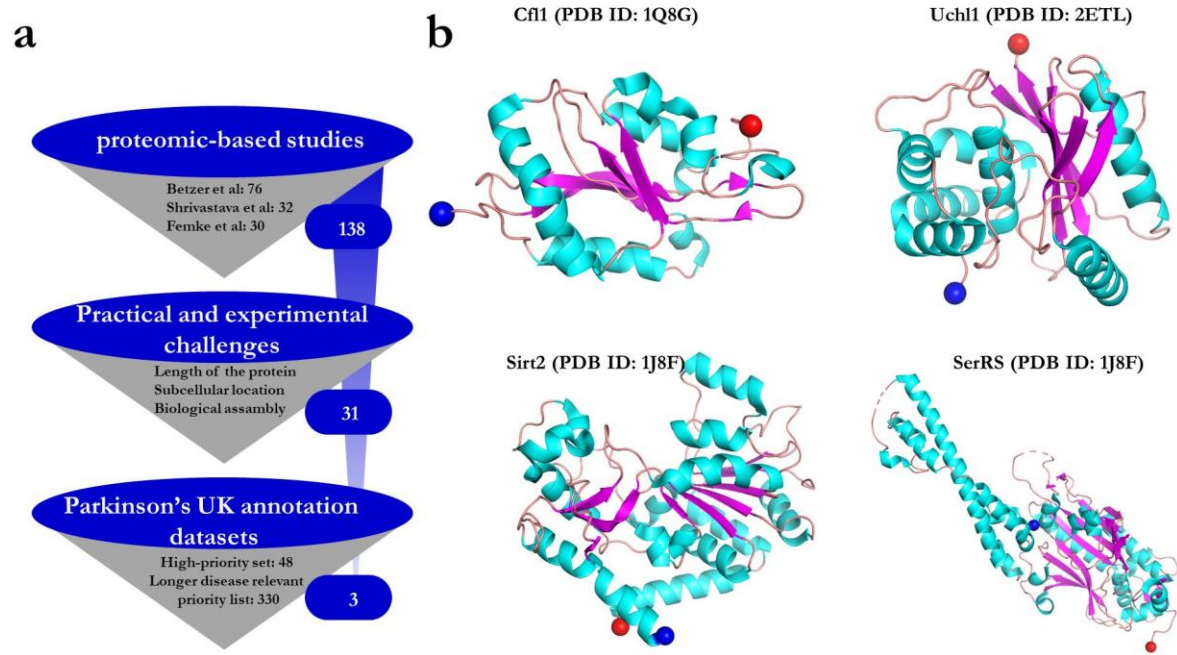 a
proteomic-based studies
Betzer et al: 76
Shrivastava et al: 32
Femke et al: 30
138
Practical and experimental
challenges
Length of the protein
Subcellular location
Biological assambly
31
Parkinson's UK annotation
datasets
High-priority set: 48
Longer disease relevant
priority list: 330
3
b
Cfl1 (PDB ID: 1Q8G)
Uchl1 (PDB ID: 2ETL)
Sirt2 (PDB ID: 1J8F)
SerRS (PDB ID: 1J8F)